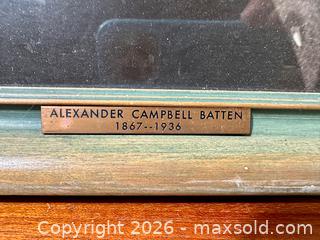 ALEXANDER CAMPBELL BATTEN
1867--1936
© Copyright 2026 - maxsold.com